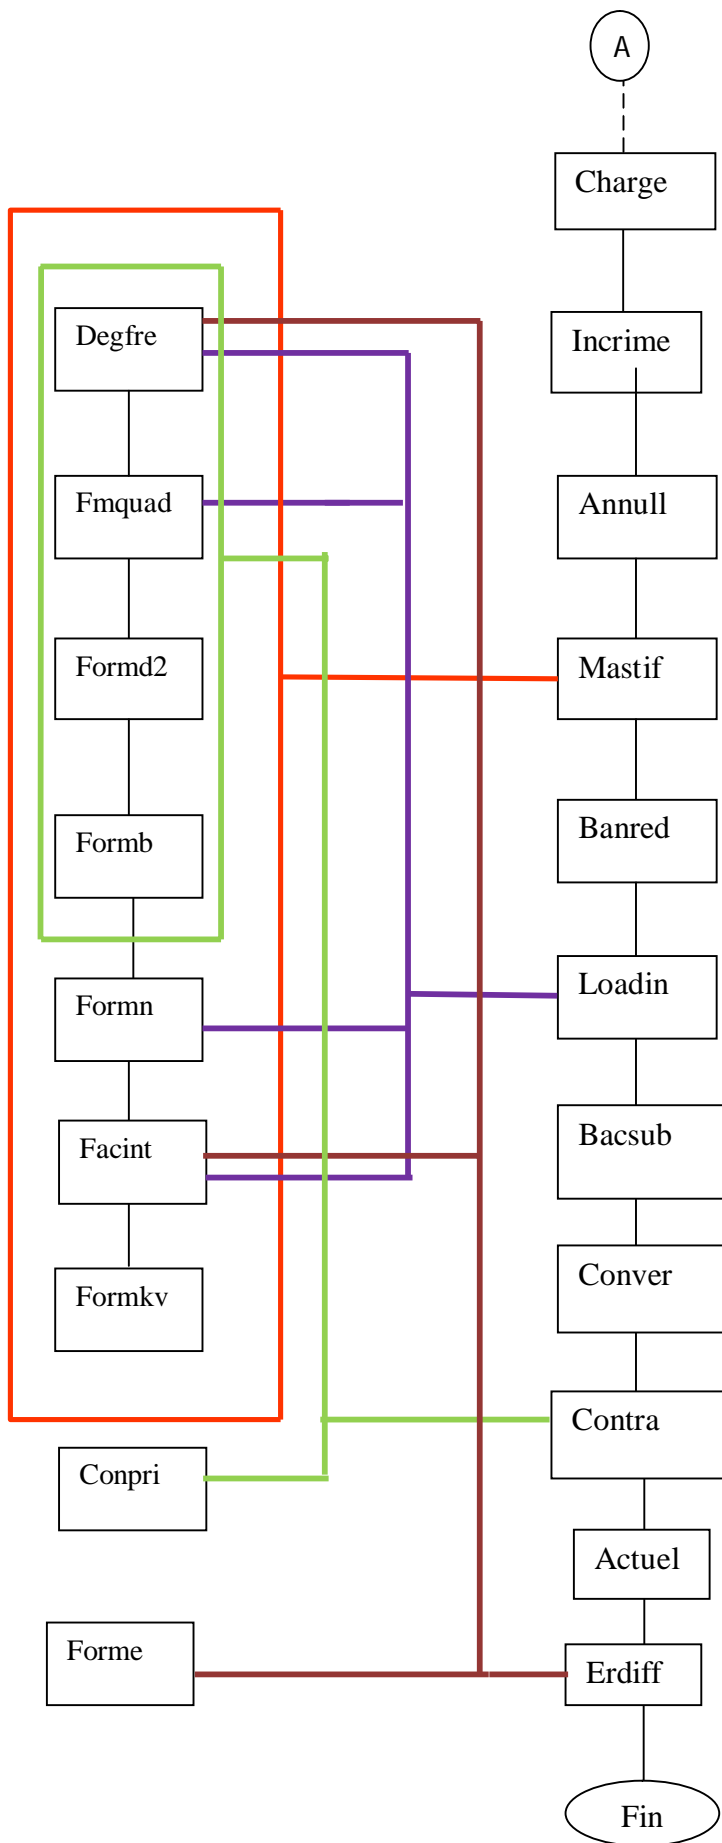 A
Charge
Degfre
Incrime
Fmquad
Annull
Formd2
Mastif
Formb
Banred
Formn
Loadin
Facint
Bacsub
Formkv
Conver
Contra
Conpri
Actuel
Forme
Erdiff
Fin